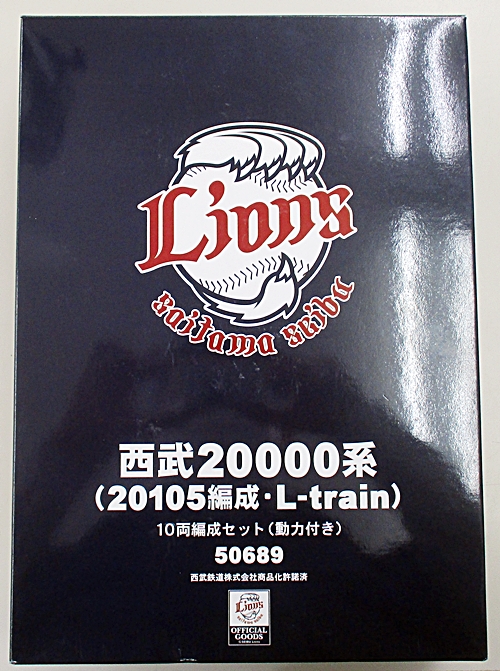 Lions
saitama seibu
西武20000系
(20105編成・L-train)
10両編成セット(動力付き)
50689
西武鉄道株式会社商品化許諾済
Lions
saitama seibu
OFFICIAL
GOODS